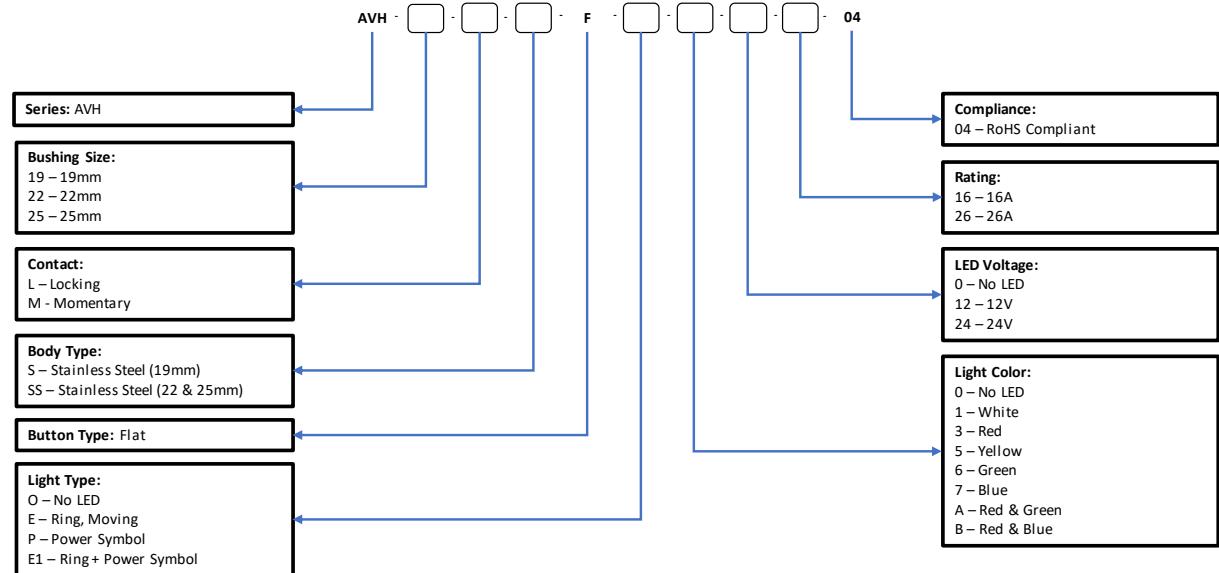 AVH - - - - F - - - - - 04
Series: AVH
Bushing Size:
19 – 19mm
22 – 22mm
25 – 25mm
Contact:
L – Locking
M - Momentary
Body Type:
S – Stainless Steel (19mm)
SS – Stainless Steel (22 & 25mm)
Button Type: Flat
Light Type:
O – No LED
E – Ring, Moving
P – Power Symbol
E1 – Ring + Power Symbol
Compliance:
04 – RoHS Compliant
Rating:
16 – 16A
26 – 26A
LED Voltage:
0 – No LED
12 – 12V
24 – 24V
Light Color:
0 – No LED
1 – White
3 – Red
5 – Yellow
6 – Green
7 – Blue
A – Red & Green
B – Red & Blue